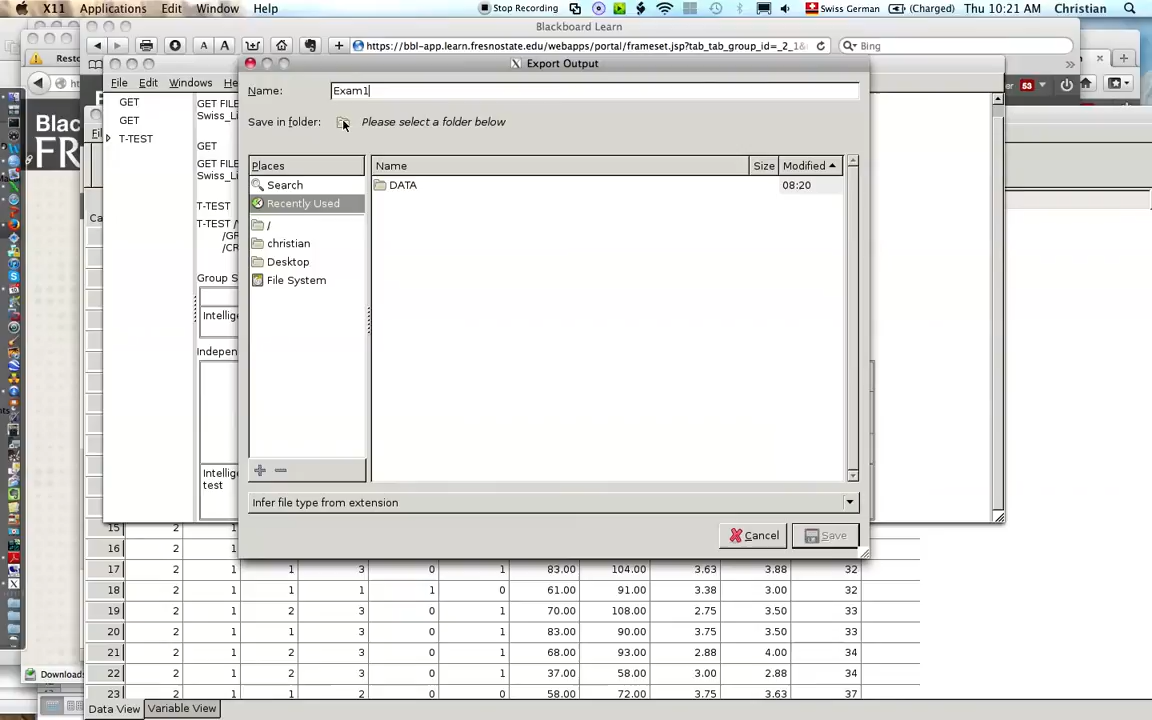 X11 Applications Edit Window Help Stop Recording Swiss German (Charged) Thu 10:21 AM Christian
Blackboard Learn
https://bbl-app.learn.fresnostate.edu/webapps/portal/frameset.jsp?tab_tab_group_id=_2_1& Bing
Export Output
File Edit Windows
Name: Exam1
Save in folder: Please select a folder below
GET
GET
T-TEST
GET FILE
Swiss_Li
GET
GET FILE
Swiss_Li
T-TEST
T-TEST /
/GR
/CR
Group S
Intellige
Indepen
Intellig
test
Places
Search
Recently Used
/
christian
Desktop
File System
Name Size Modified
DATA 08:20
Infer file type from extension
Cancel Save
15 2 1
16 2 1
17 2 1 1 3 0 1 83.00 104.00 3.63 3.88 32
18 2 1 1 1 1 0 61.00 91.00 3.38 3.00 32
19 2 1 2 3 0 1 70.00 108.00 2.75 3.50 33
20 2 1 1 3 0 1 83.00 90.00 3.75 3.50 33
21 2 1 2 3 0 1 68.00 93.00 2.88 4.00 34
22 2 1 2 3 0 1 37.00 58.00 3.00 2.88 34
23 2 1 1 2 0 0 58.00 72.00 3.75 3.63 37
Data View Variable View